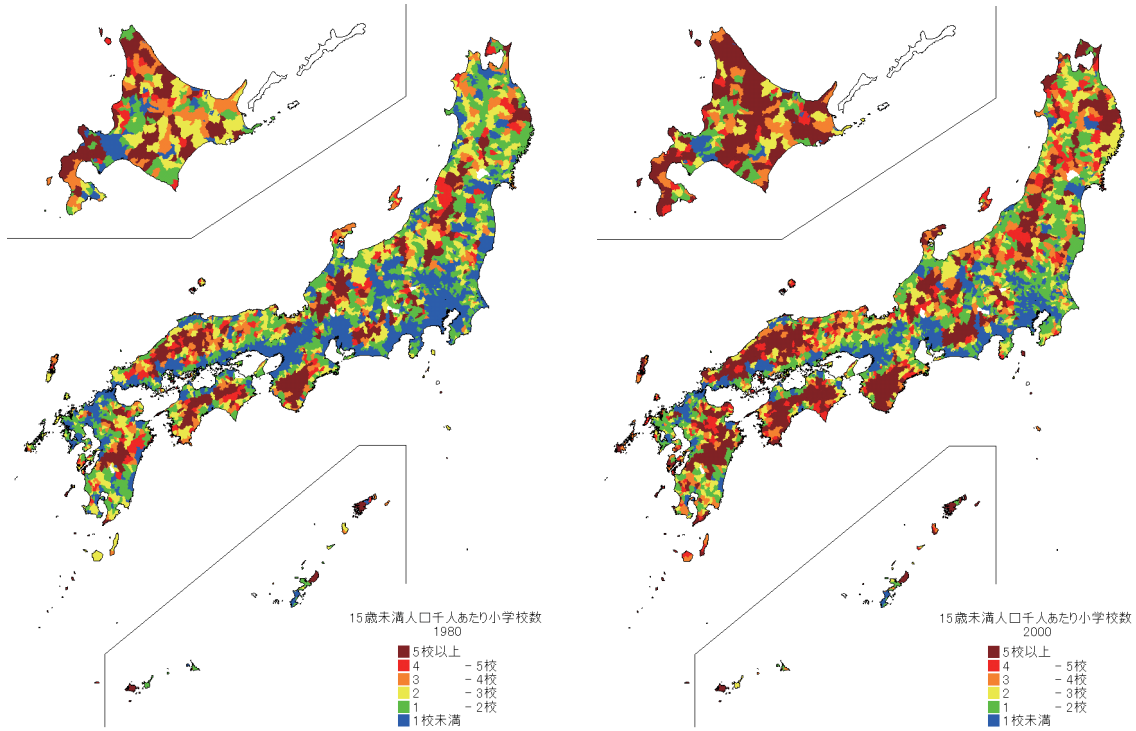 15歳未満人口千人あたり小学校数
1980
5校以上
4 - 5校
3 - 4校
2 - 3校
1 - 2校
1校未満
15歳未満人口千人あたり小学校数
2000
5校以上
4 - 5校
3 - 4校
2 - 3校
1 - 2校
1校未満